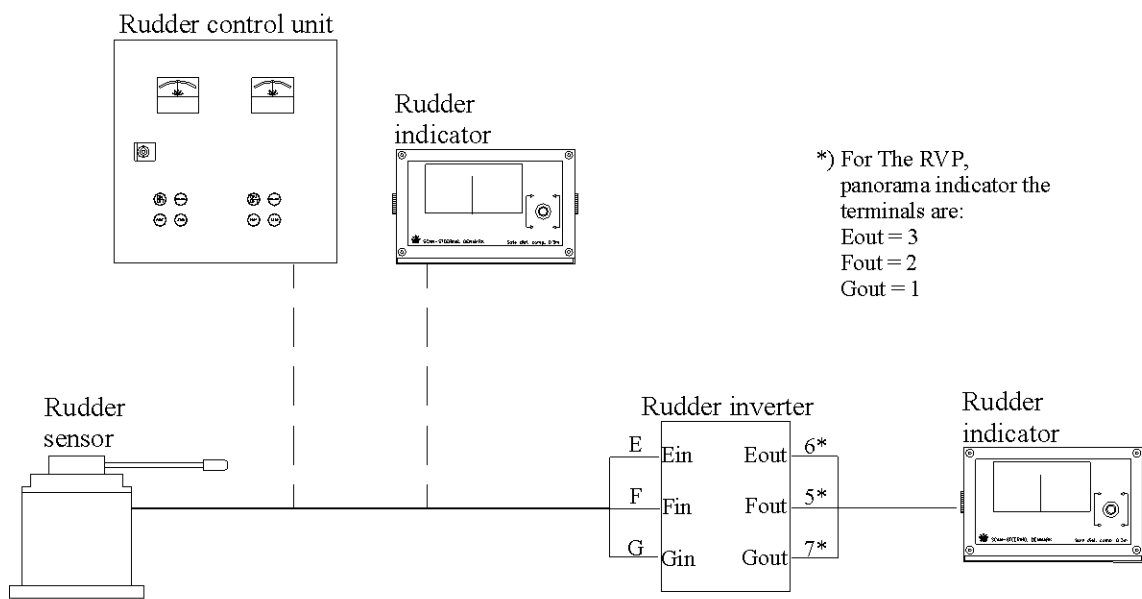 Rudder control unit
Rudder
indicator
*) For The RVP,
panorama indicator the
terminals are:
Eout = 3
Fout = 2
Gout = 1
Rudder
sensor
Rudder inverter
Rudder
indicator
E
Ein
Eout
6*
F
Fin
Fout
5*
G
Gin
Gout
7*